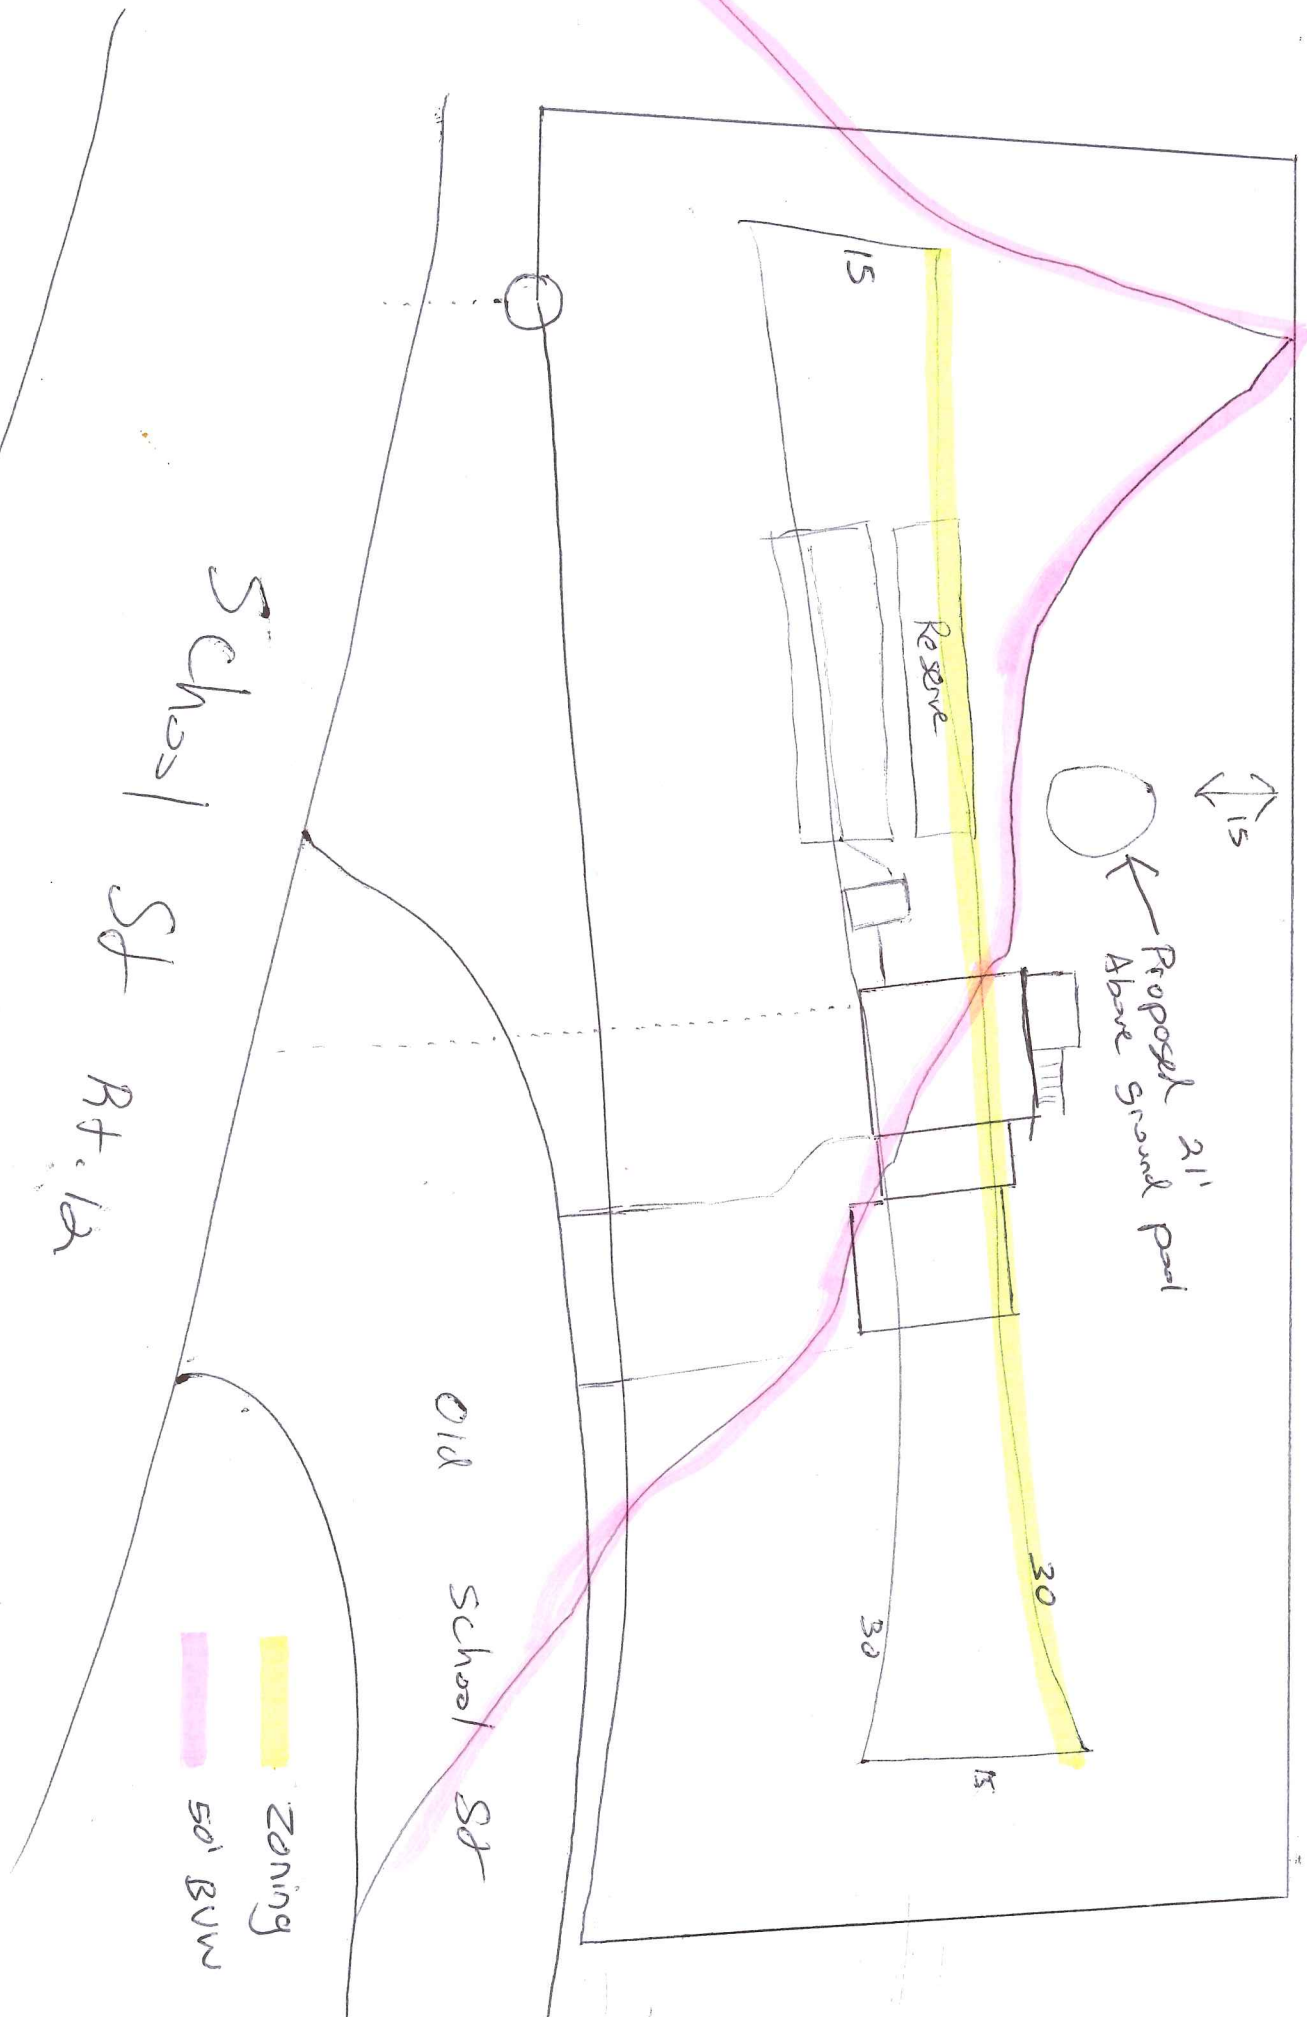 15
Proposed 21'
Above Ground pool
15
Reserve
30
30
15
School St Rt. 12
Old School St
Zoning
50' BVW